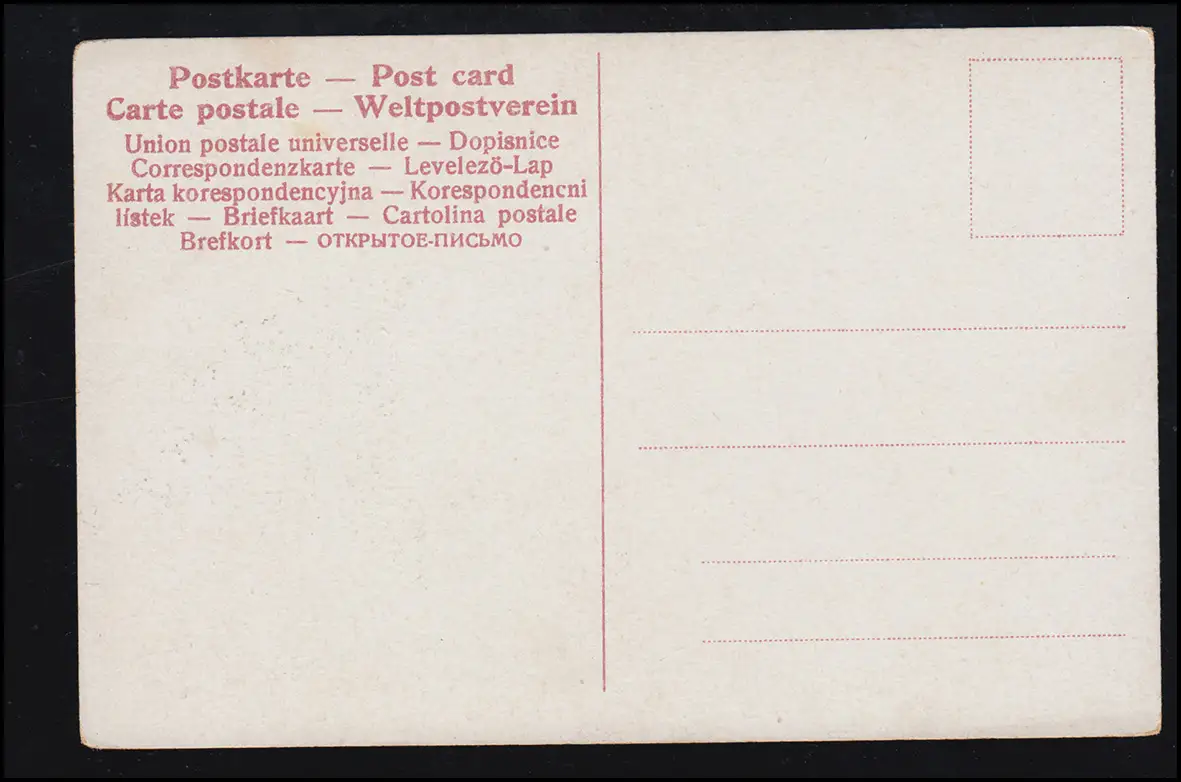 Postkarte — Post card
Carte postale — Weltpostverein
Union postale universelle — Dopisnice
Correspondenzkarte — Levelező-Lap
Karta korespondencyjna — Korespondencni
lístek — Briefkaart — Cartolina postale
Brefkort — ОТКРЫТОЕ-ПИСЬМО